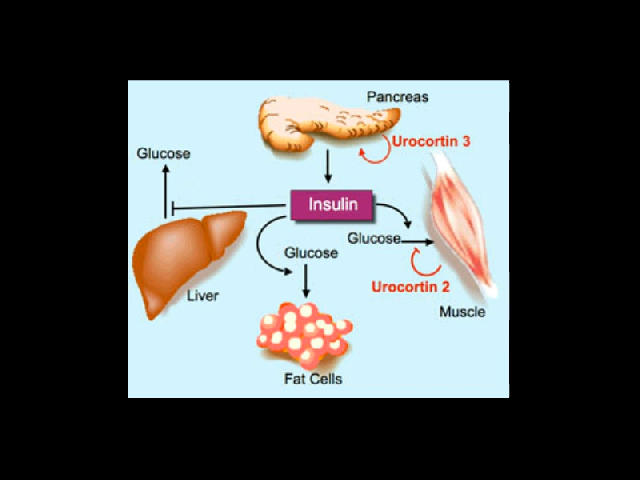 Pancreas
Urocortin 3
Glucose
Insulin
Glucose
Glucose
Urocortin 2
Liver
Muscle
Fat Cells